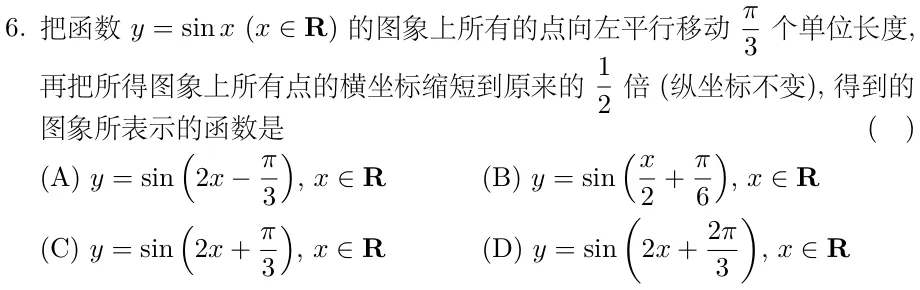 6. 把函数 y = sin x (x ∈ R) 的图象上所有的点向左平行移动 π/3 个单位长度,
再把所得图象上所有点的横坐标缩短到原来的 1/2 倍 (纵坐标不变), 得到的
图象所表示的函数是 ( )
(A) y = sin(2x − π/3), x ∈ R (B) y = sin(x/2 + π/6), x ∈ R
(C) y = sin(2x + π/3), x ∈ R (D) y = sin(2x + 2π/3), x ∈ R